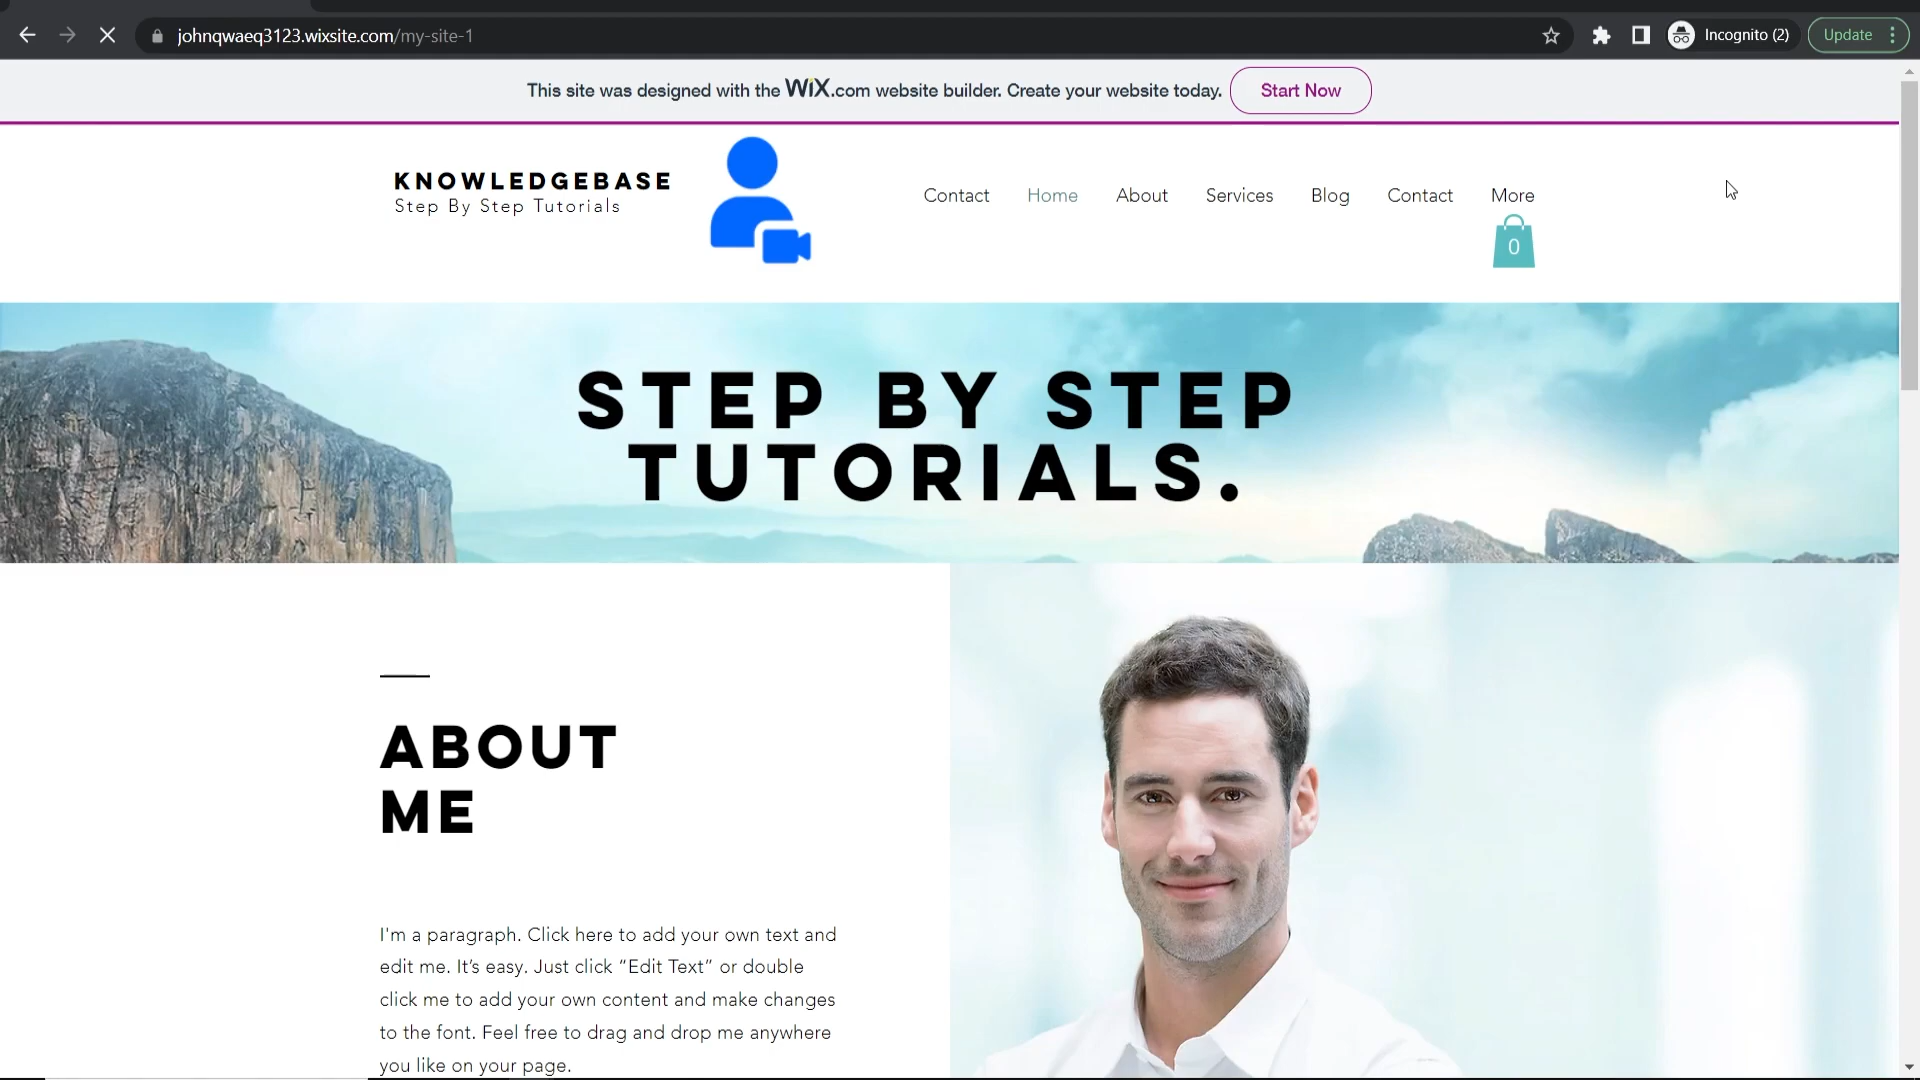 johnqwaeq3123.wixsite.com/my-site-1
Incognito (2)
Update
This site was designed with the WiX.com website builder. Create your website today.
Start Now
KNOWLEDGEBASE
Step By Step Tutorials
Contact
Home
About
Services
Blog
Contact
More
0
STEP BY STEP
TUTORIALS.
ABOUT
ME
I'm a paragraph. Click here to add your own text and
edit me. It’s easy. Just click “Edit Text” or double
click me to add your own content and make changes
to the font. Feel free to drag and drop me anywhere
you like on your page.